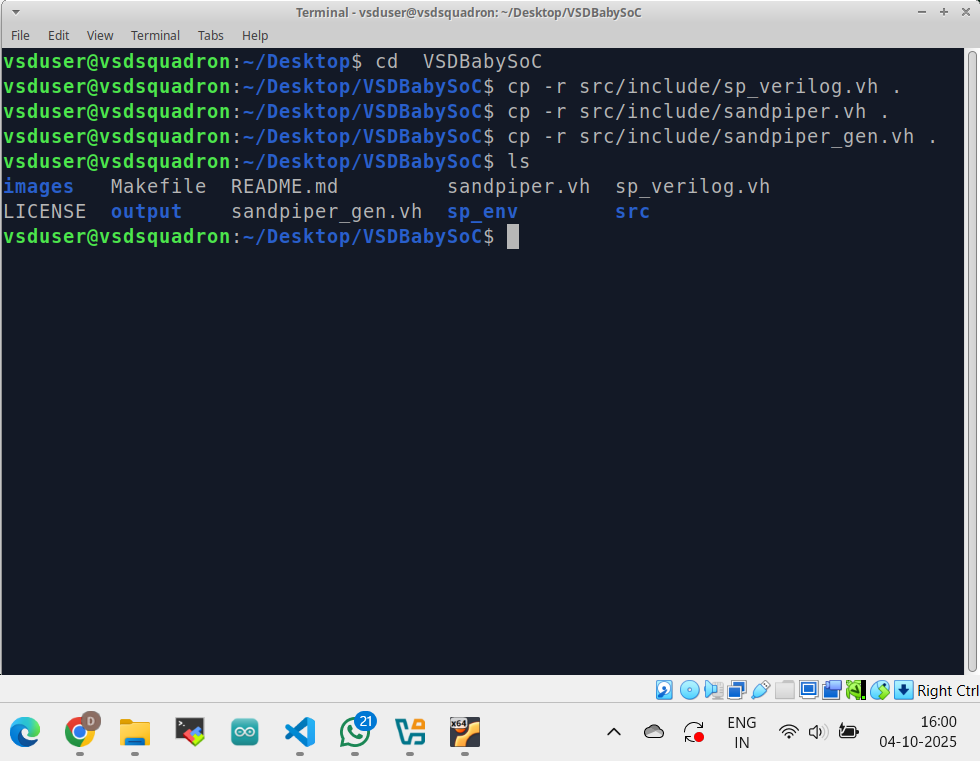 Terminal - vsduser@vsdsquadron: ~/Desktop/VSDBabySoC
File Edit View Terminal Tabs Help
vsduser@vsdsquadron:~/Desktop$ cd  VSDBabySoC
vsduser@vsdsquadron:~/Desktop/VSDBabySoC$ cp -r src/include/sp_verilog.vh .
vsduser@vsdsquadron:~/Desktop/VSDBabySoC$ cp -r src/include/sandpiper.vh .
vsduser@vsdsquadron:~/Desktop/VSDBabySoC$ cp -r src/include/sandpiper_gen.vh .
vsduser@vsdsquadron:~/Desktop/VSDBabySoC$ ls
images   Makefile  README.md         sandpiper.vh  sp_verilog.vh
LICENSE  output    sandpiper_gen.vh  sp_env        src
vsduser@vsdsquadron:~/Desktop/VSDBabySoC$
Right Ctrl
D
21
x64
ENG
IN
16:00
04-10-2025